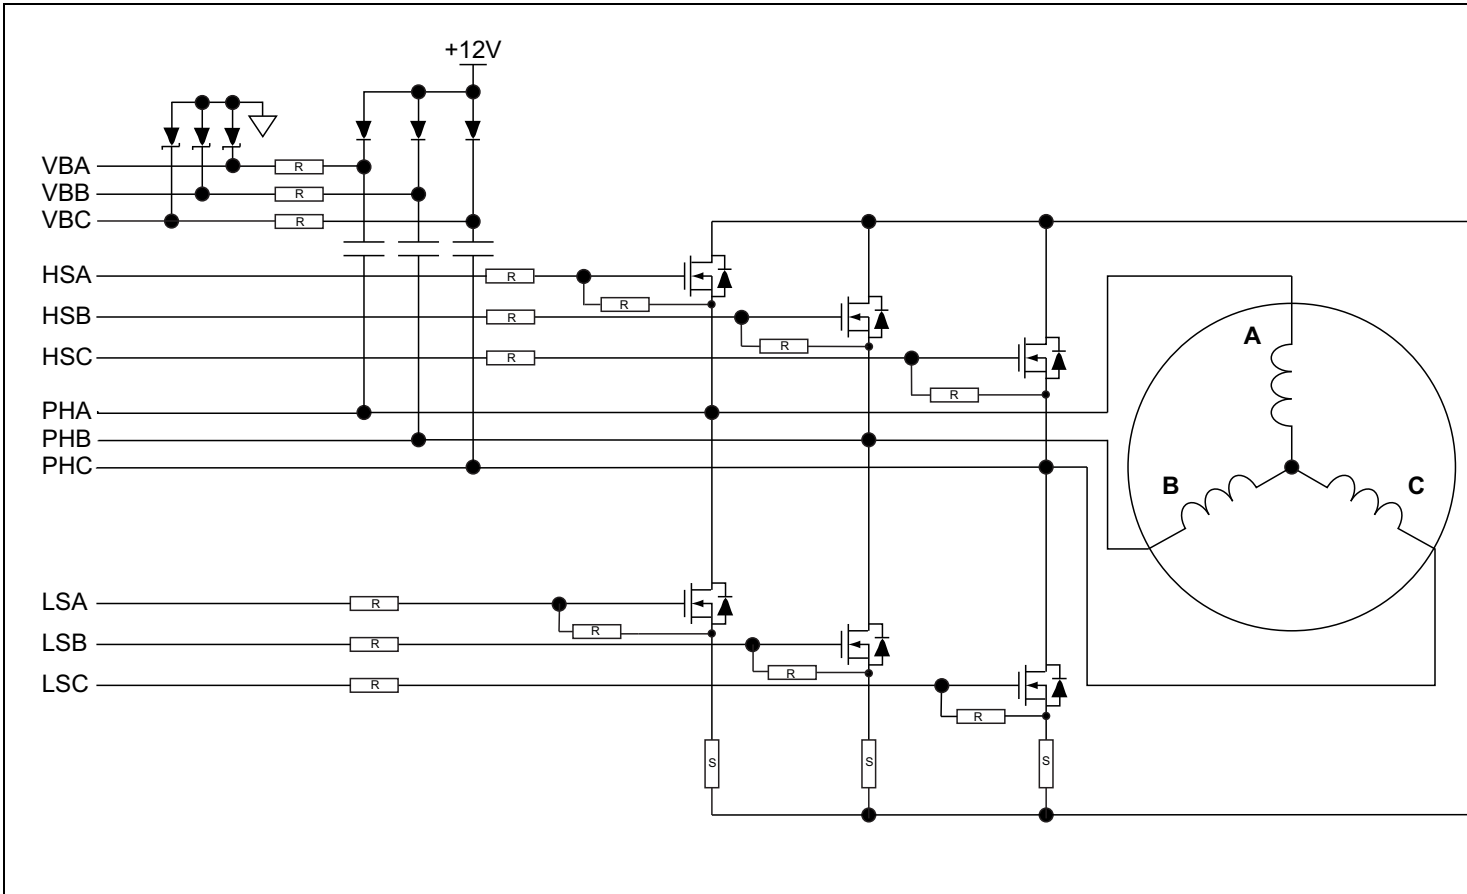 +12V
VBA R
VBB R
VBC R
HSA R
R
HSB R
R
HSC R
R
A
PHA
PHB
PHC
B C
LSA R
R
LSB R
R
LSC R
R
S S S